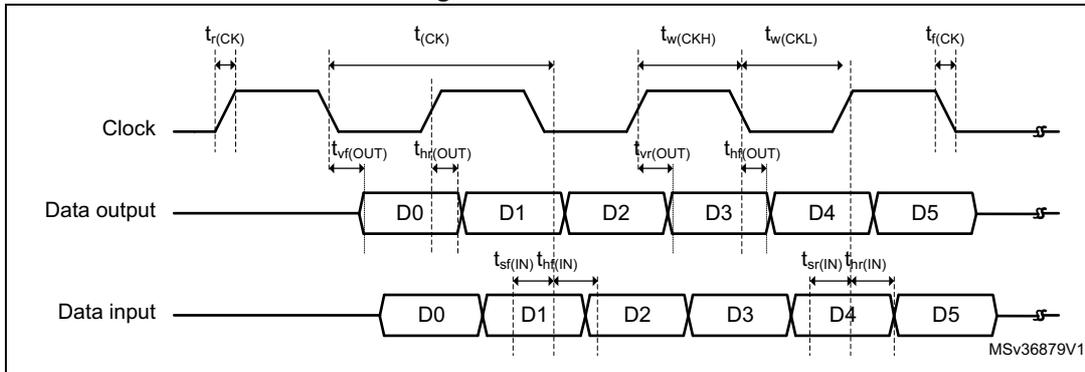 tr(CK) t(CK) tw(CKH) tw(CKL) tf(CK)
Clock
tvf(OUT) thr(OUT) tvr(OUT) thf(OUT)
Data output D0 D1 D2 D3 D4 D5
tsf(IN) thf(IN) tsr(IN) thr(IN)
Data input D0 D1 D2 D3 D4 D5
MSv36879V1